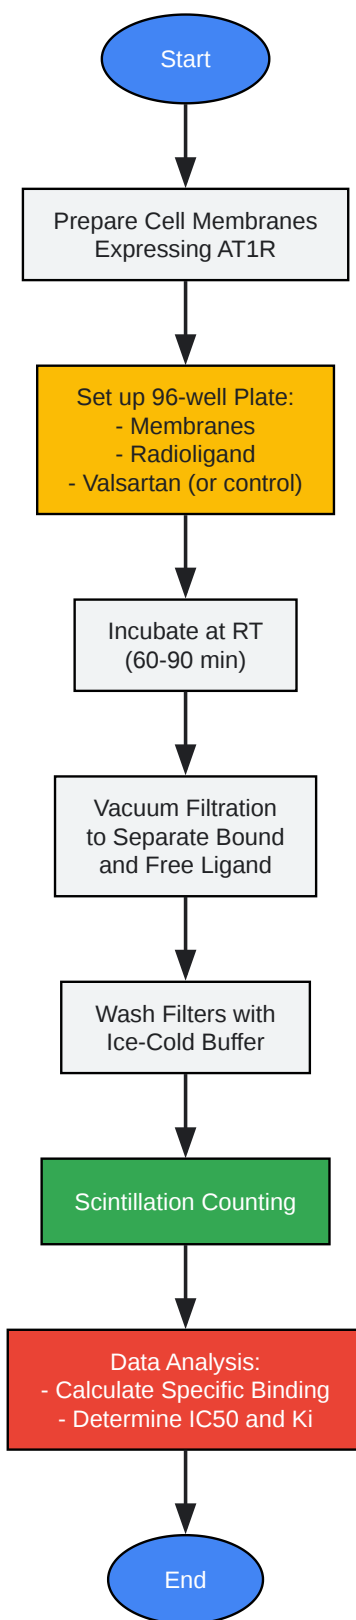 Start
Prepare Cell Membranes
Expressing AT1R
Set up 96-well Plate:
- Membranes
- Radioligand
- Valsartan (or control)
Incubate at RT
(60-90 min)
Vacuum Filtration
to Separate Bound
and Free Ligand
Wash Filters with
Ice-Cold Buffer
Scintillation Counting
Data Analysis:
- Calculate Specific Binding
- Determine IC50 and Ki
End